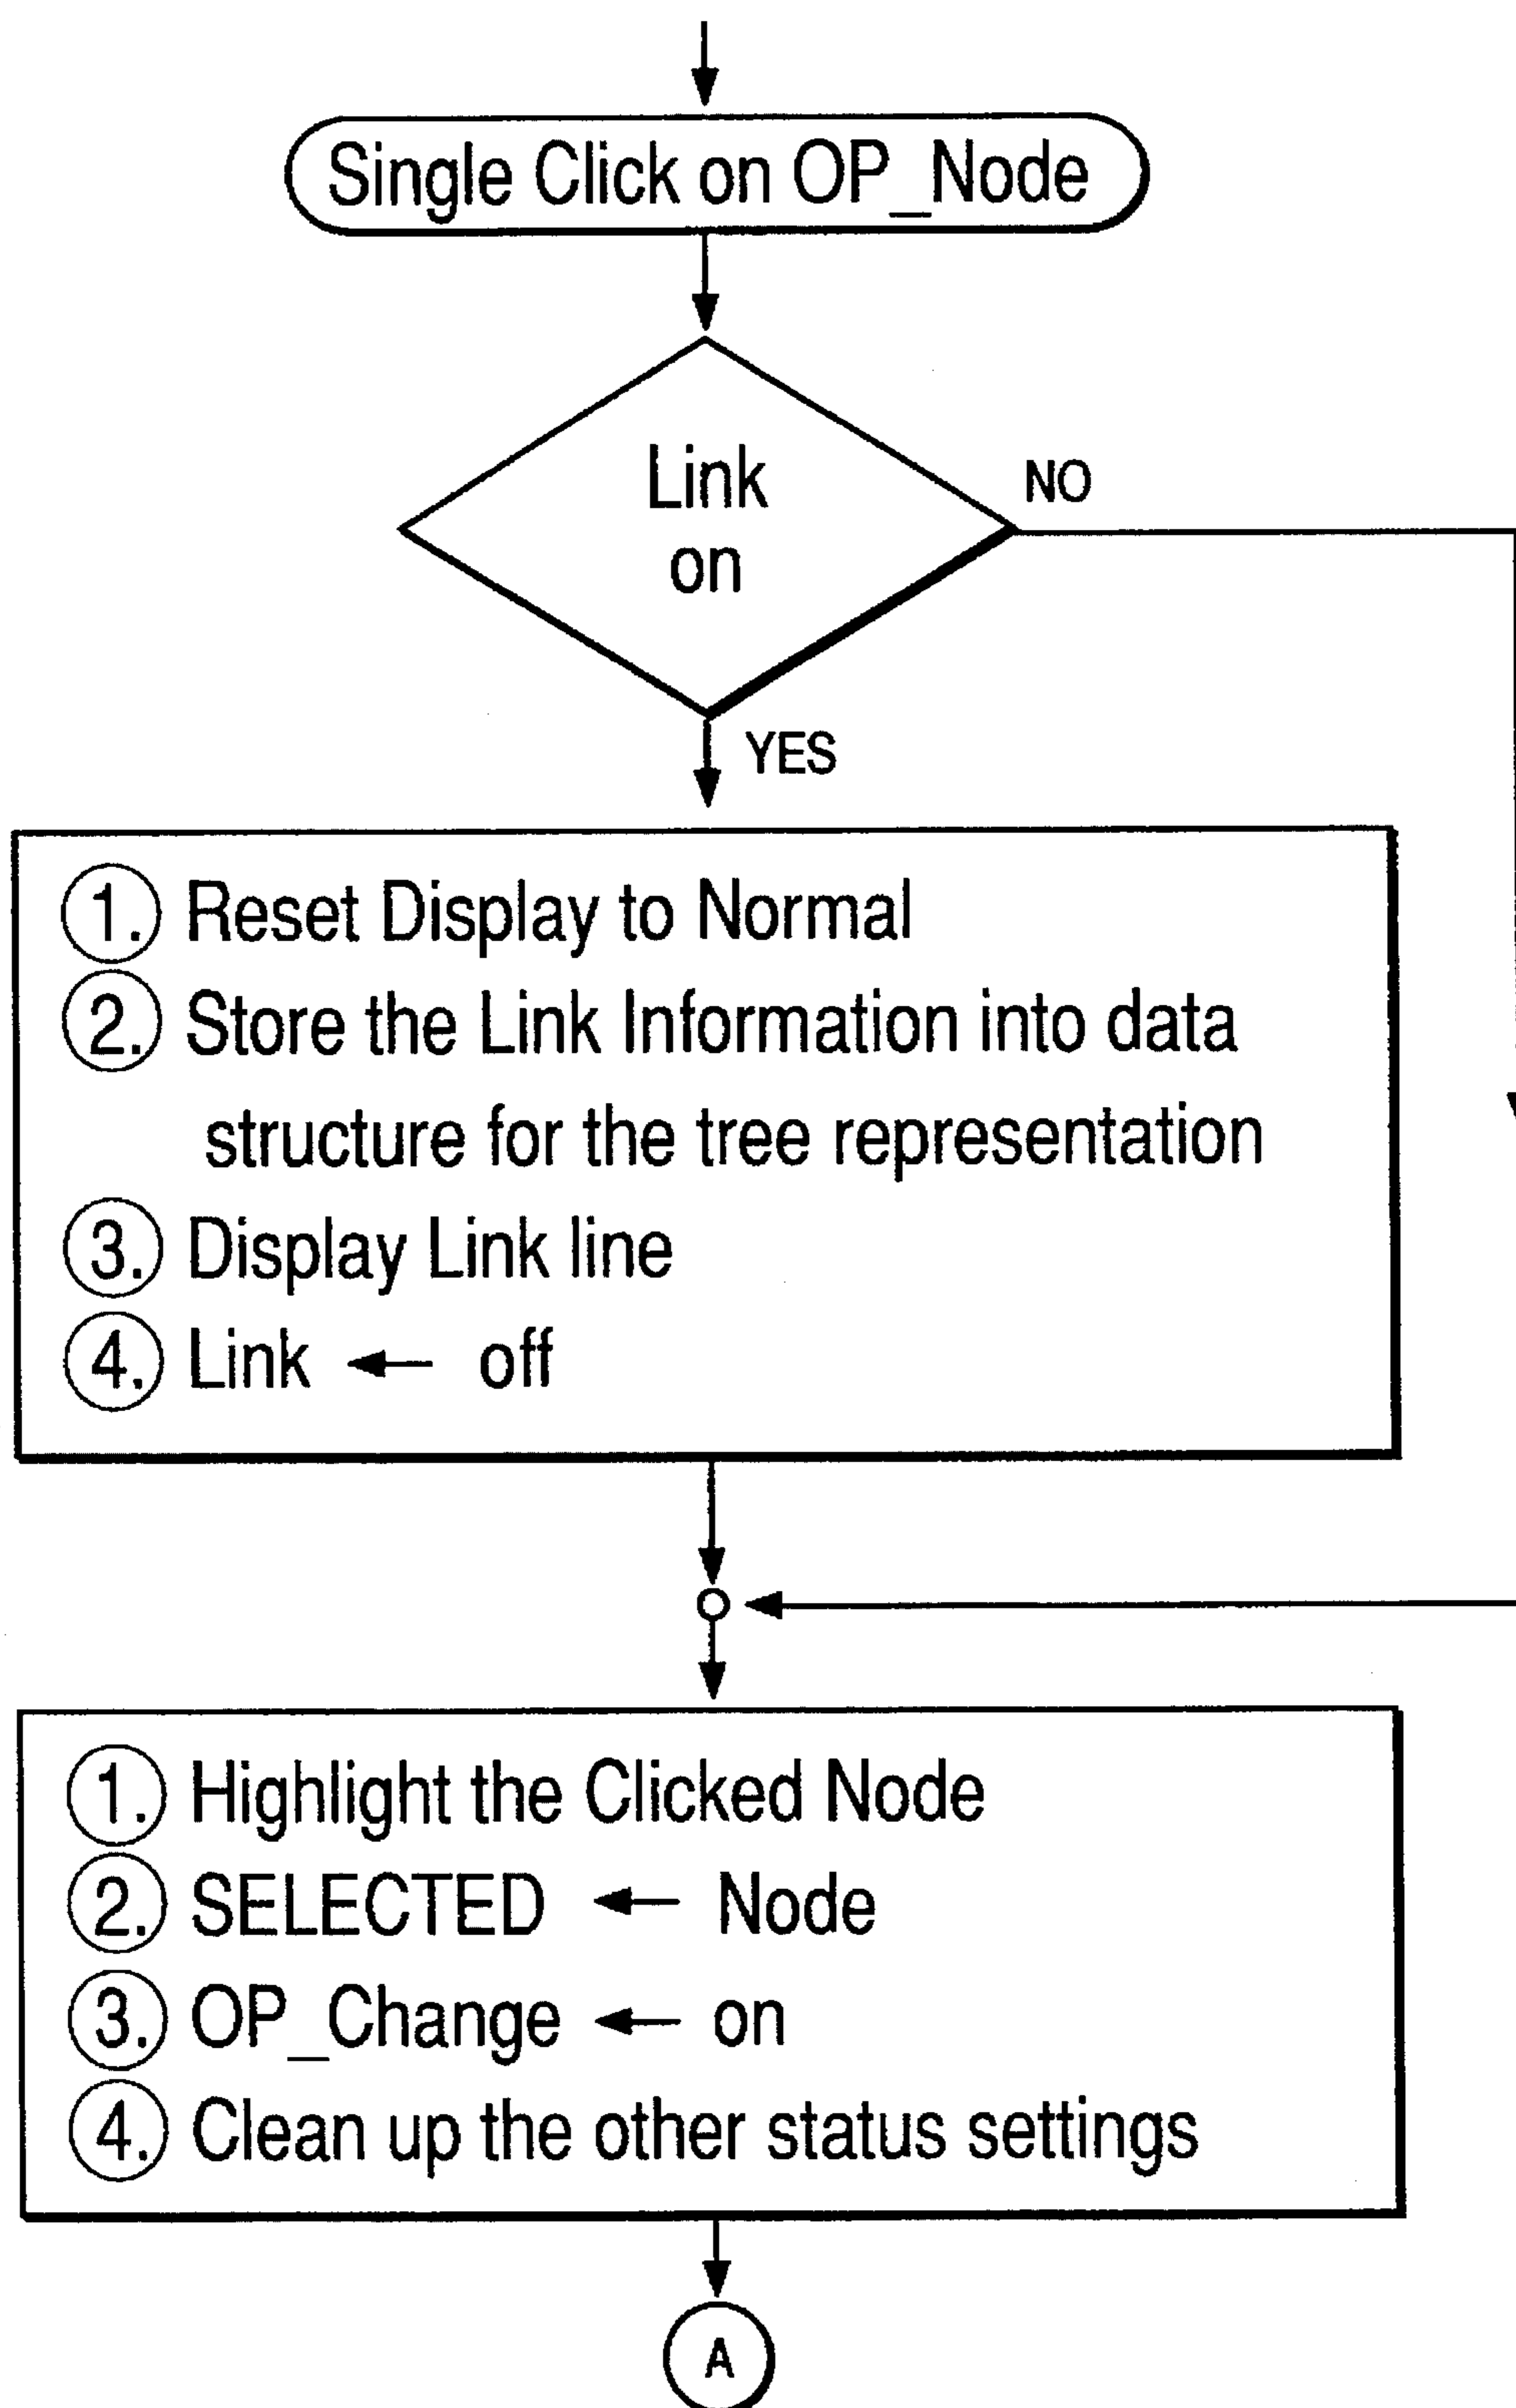 Single Click on OP_Node
Link
on
NO
YES
1. Reset Display to Normal
2. Store the Link Information into data
structure for the tree representation
3. Display Link line
4. Link ← off
1. Highlight the Clicked Node
2. SELECTED ← Node
3. OP_Change ← on
4. Clean up the other status settings
A